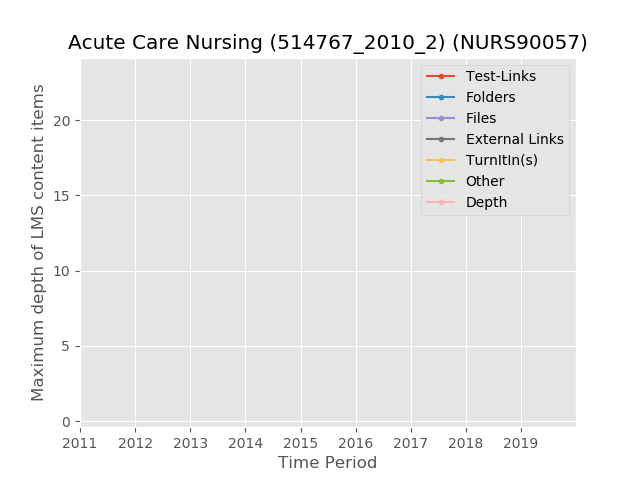 Acute Care Nursing (514767_2010_2) (NURS90057)
Test-Links
Folders
Files
External Links
TurnItIn(s)
Other
Depth
Maximum depth of LMS content items
20
15
10
5
0
2011 2012 2013 2014 2015 2016 2017 2018 2019
Time Period